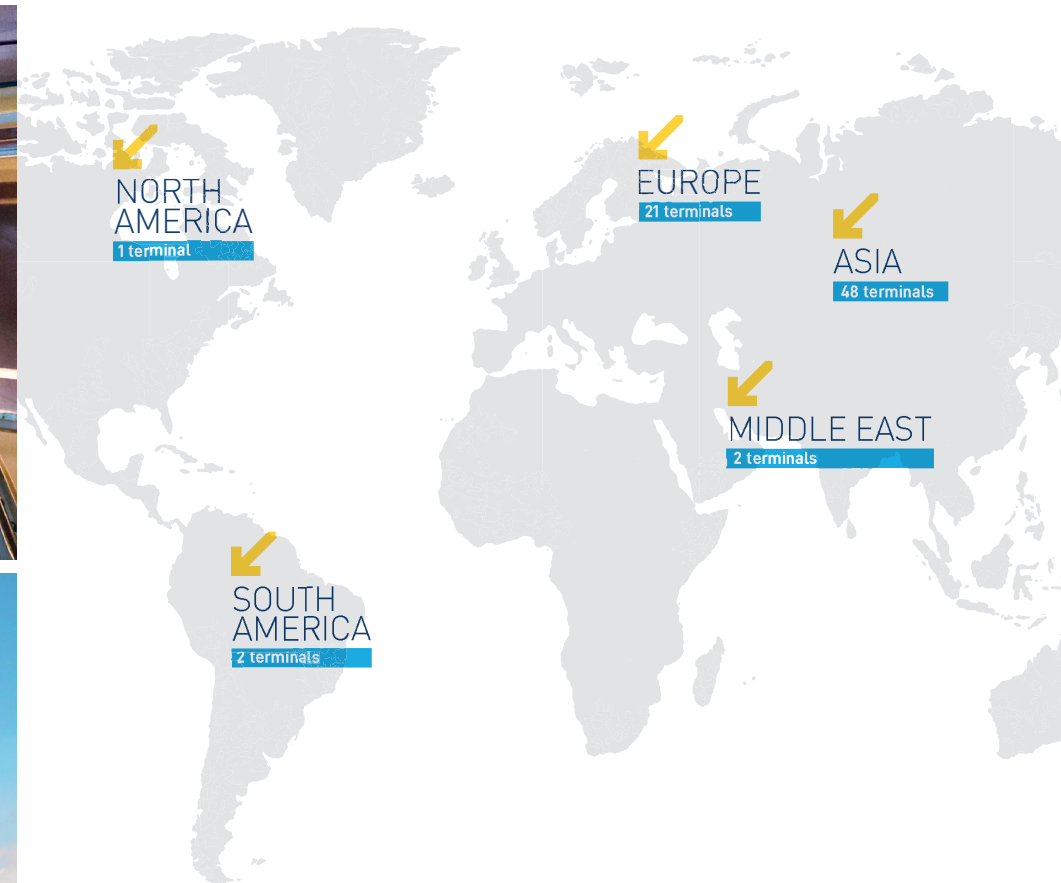 NORTH
AMERICA
1 terminal
EUROPE
21 terminals
ASIA
48 terminals
MIDDLE EAST
2 terminals
SOUTH
AMERICA
2 terminals